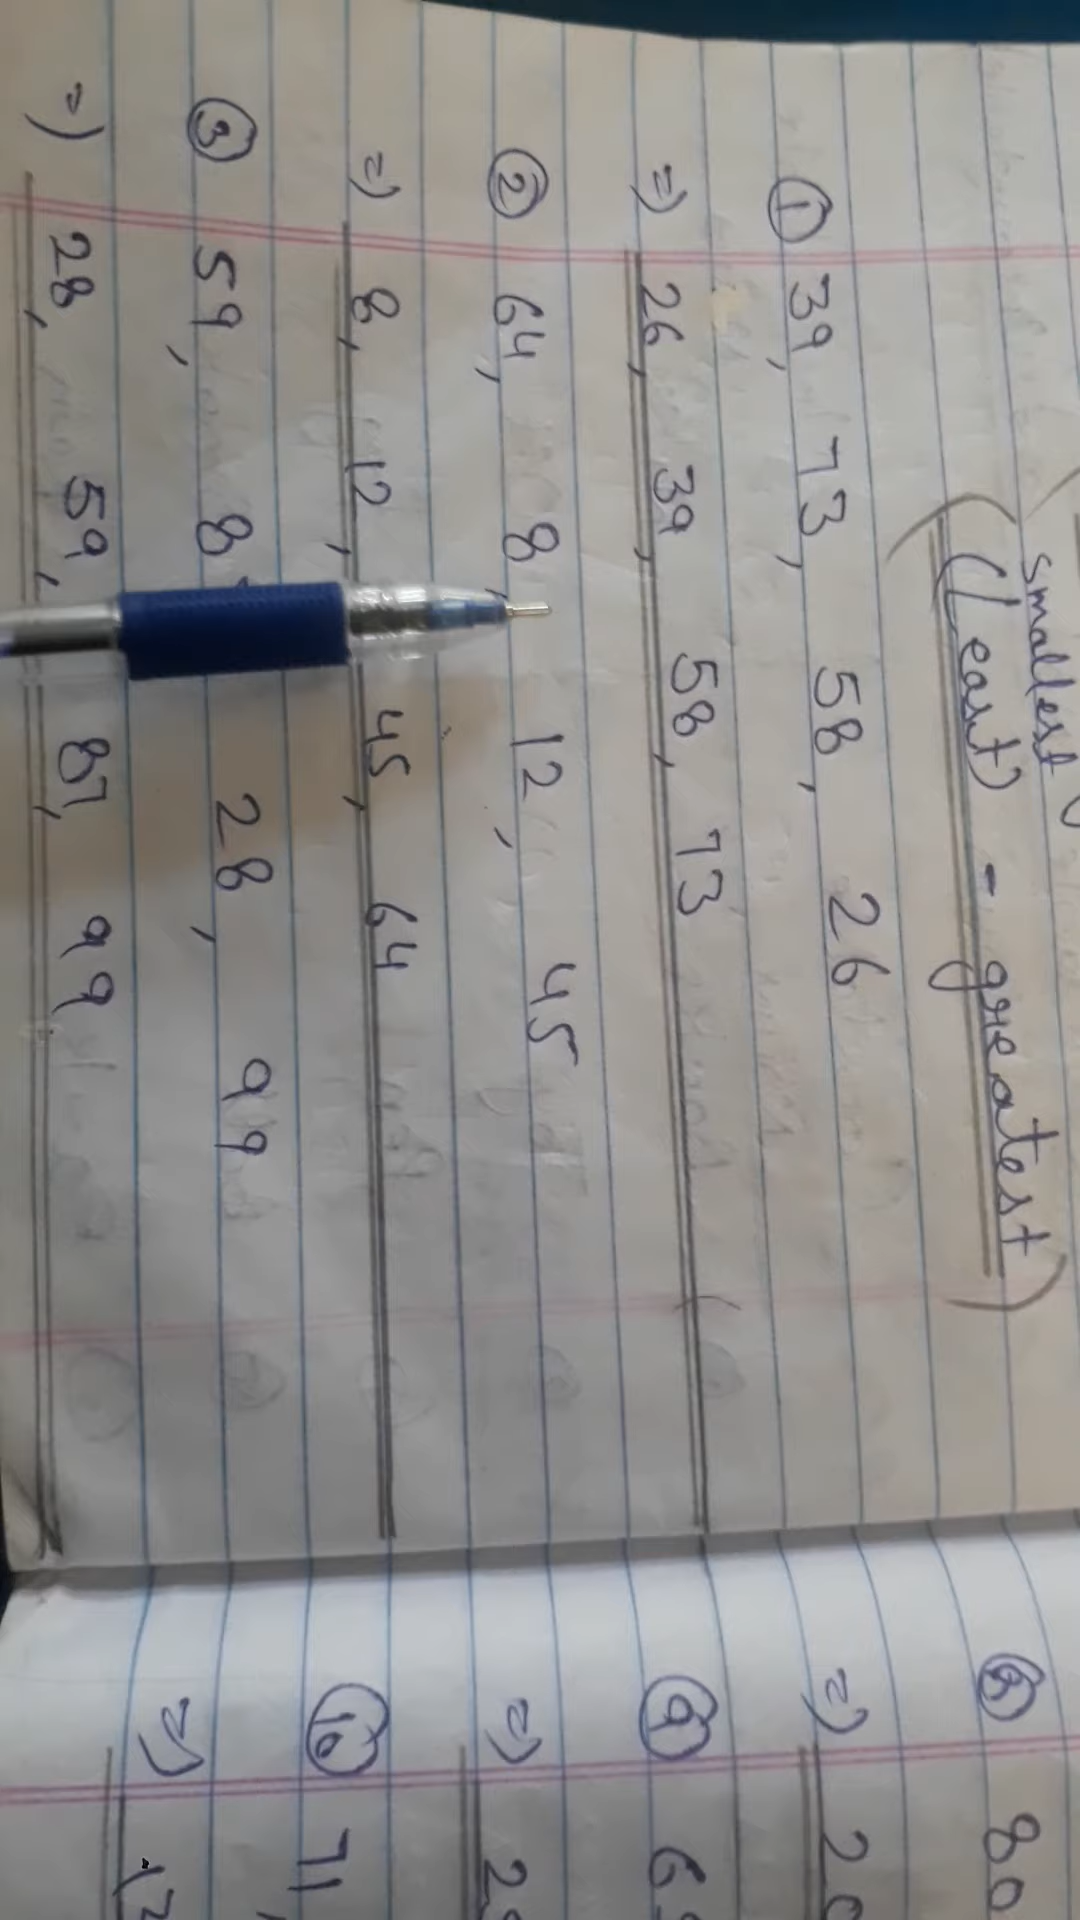 smallest
(Least) - greatest)
① 39, 73, 58, 26
=) 26, 39, 58, 73
② 64, 8 12, 45
=) 8, 12, 45, 64
③ 59, 8 28, 99
=) 28, 59, 87, 99
⑧ 80
=)
⑨
=)
⑩ 71,
=)